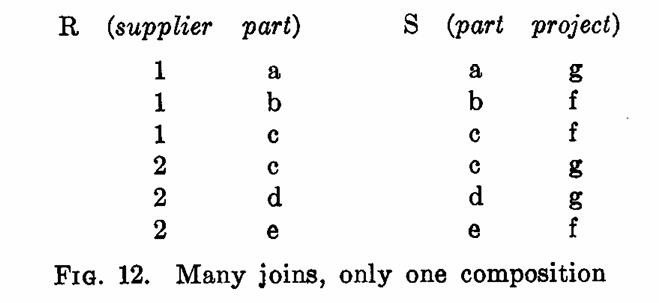 R (supplier part) S (part project)
1 a a g
1 b b f
1 c c f
2 c c g
2 d d g
2 e e f
FIG. 12. Many joins, only one composition